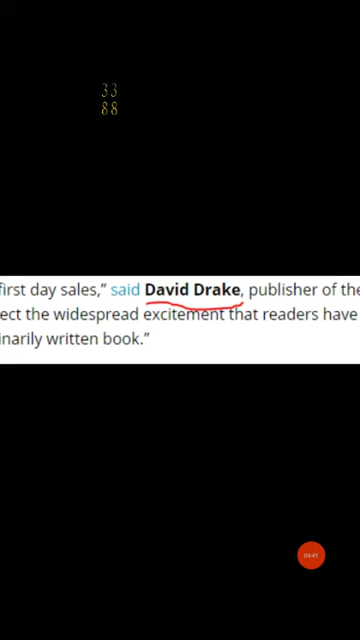 33
88
first day sales,” said David Drake, publisher of the
ect the widespread excitement that readers have
inarily written book.”
04:41